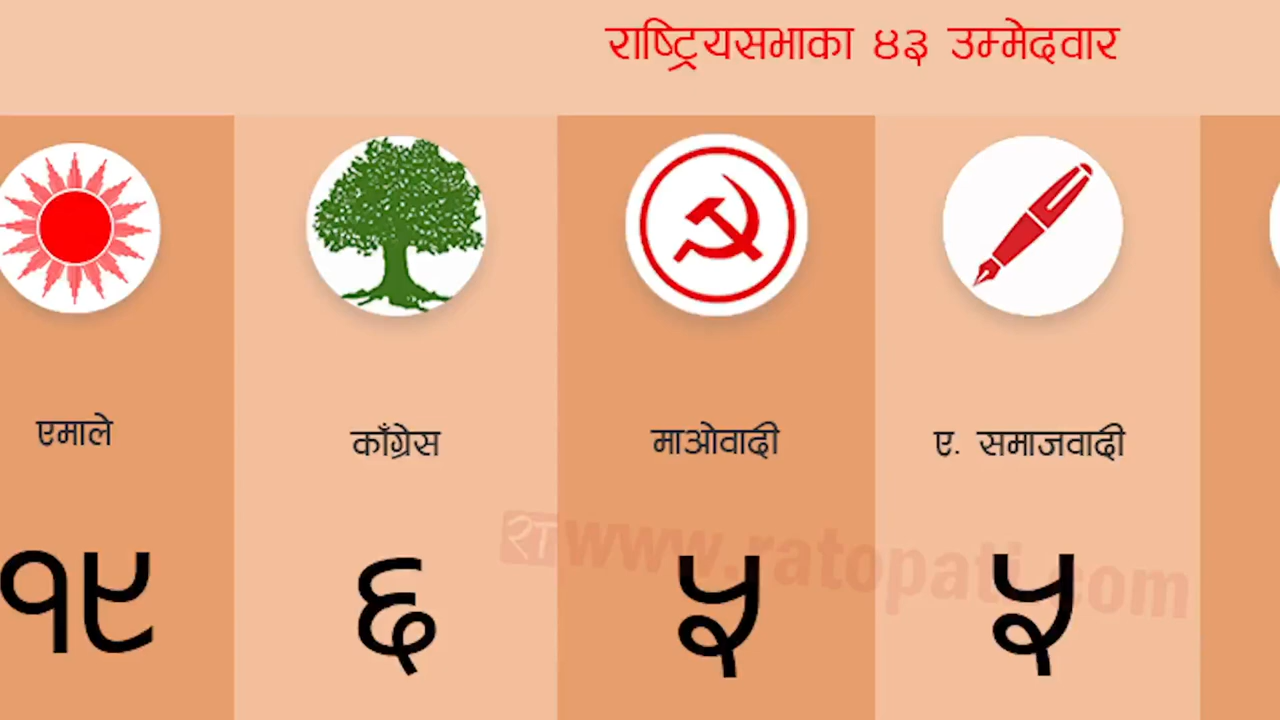 राष्ट्रियसभाका ४३ उम्मेदवार
एमाले
काँग्रेस
माओवादी
ए. समाजवादी
१९
६
५
५
रा www.ratopati.com